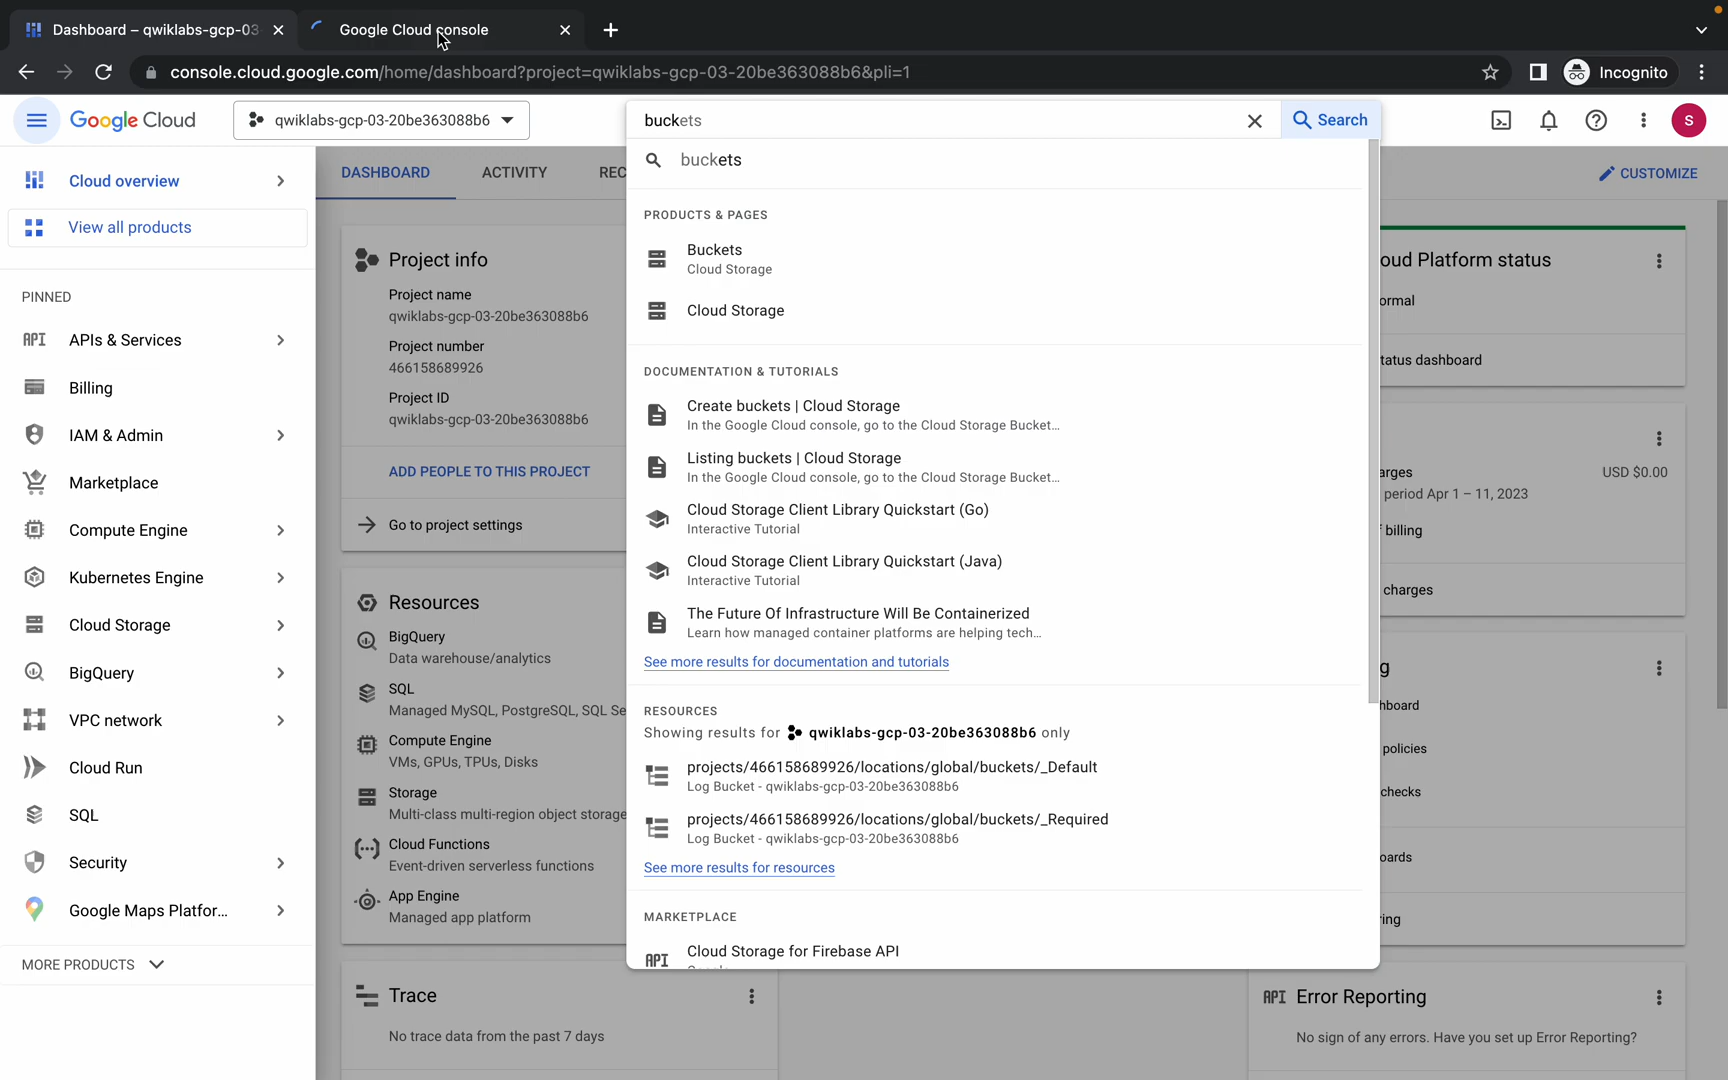 Dashboard – qwiklabs-gcp-03
Google Cloud console
console.cloud.google.com/home/dashboard?project=qwiklabs-gcp-03-20be363088b6&pli=1
Incognito
Google Cloud
qwiklabs-gcp-03-20be363088b6
buckets
Search
S
Cloud overview
View all products
PINNED
APIs & Services
Billing
IAM & Admin
Marketplace
Compute Engine
Kubernetes Engine
Cloud Storage
BigQuery
VPC network
Cloud Run
SQL
Security
Google Maps Platfor...
MORE PRODUCTS
DASHBOARD
ACTIVITY
REC
CUSTOMIZE
Project info
Project name
qwiklabs-gcp-03-20be363088b6
Project number
466158689926
Project ID
qwiklabs-gcp-03-20be363088b6
ADD PEOPLE TO THIS PROJECT
Go to project settings
Resources
BigQuery
Data warehouse/analytics
SQL
Managed MySQL, PostgreSQL, SQL Se
Compute Engine
VMs, GPUs, TPUs, Disks
Storage
Multi-class multi-region object storage
Cloud Functions
Event-driven serverless functions
App Engine
Managed app platform
Trace
No trace data from the past 7 days
buckets
PRODUCTS & PAGES
Buckets
Cloud Storage
Cloud Storage
DOCUMENTATION & TUTORIALS
Create buckets | Cloud Storage
In the Google Cloud console, go to the Cloud Storage Bucket...
Listing buckets | Cloud Storage
In the Google Cloud console, go to the Cloud Storage Bucket...
Cloud Storage Client Library Quickstart (Go)
Interactive Tutorial
Cloud Storage Client Library Quickstart (Java)
Interactive Tutorial
The Future Of Infrastructure Will Be Containerized
Learn how managed container platforms are helping tech...
See more results for documentation and tutorials
RESOURCES
Showing results for qwiklabs-gcp-03-20be363088b6 only
projects/466158689926/locations/global/buckets/_Default
Log Bucket - qwiklabs-gcp-03-20be363088b6
projects/466158689926/locations/global/buckets/_Required
Log Bucket - qwiklabs-gcp-03-20be363088b6
See more results for resources
MARKETPLACE
API Cloud Storage for Firebase API
oud Platform status
ormal
tatus dashboard
arges
USD $0.00
period Apr 1 – 11, 2023
f billing
charges
g
hboard
policies
checks
oards
ring
API Error Reporting
No sign of any errors. Have you set up Error Reporting?